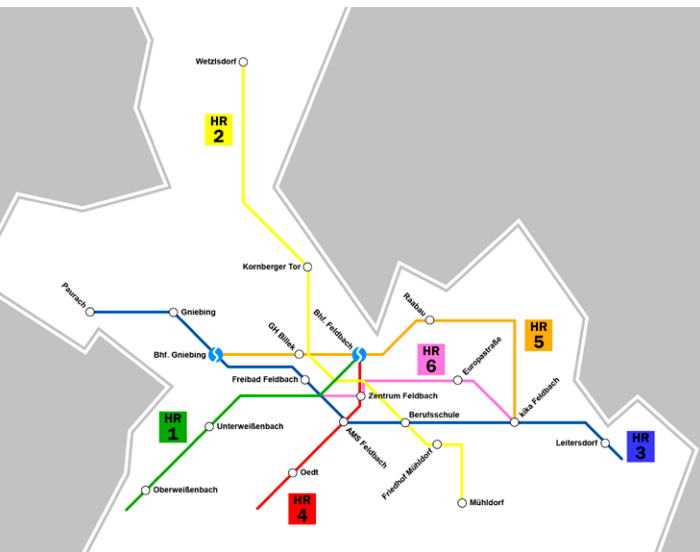 Wetzlsdorf
HR
2
Kornberger Tor
Paurach
Gniebing
Raabau
Bhf. Feldbach
GH Billek
HR
5
Bhf. Gniebing
HR
6
Europastraße
Freibad Feldbach
Zentrum Feldbach
kika Feldbach
HR
1
Unterweißenbach
Berufsschule
AMS Feldbach
Leitersdorf
HR
3
Friedhof Mühldorf
Oedt
Oberweißenbach
HR
4
Mühldorf